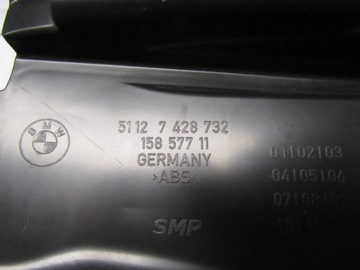 BMW
51 12 7 428 732
158 577 11
GERMANY
>ABS<
SMP
01102103
04105104